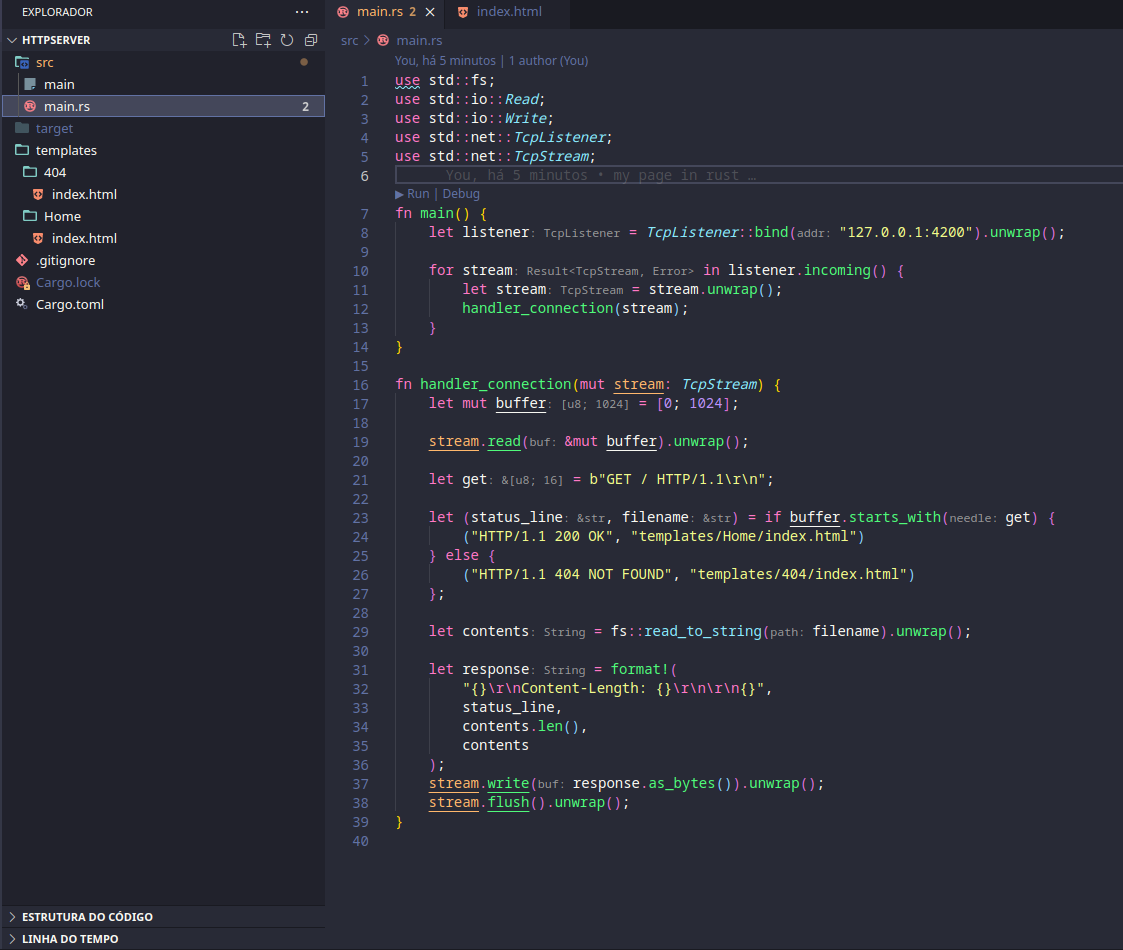 EXPLORADOR ···
HTTPSERVER
src
main
main.rs 2
target
templates
404
index.html
Home
index.html
.gitignore
Cargo.lock
Cargo.toml
ESTRUTURA DO CÓDIGO
LINHA DO TEMPO
main.rs 2 × index.html
src > main.rs
You, há 5 minutos | 1 author (You)
1 use std::fs;
2 use std::io::Read;
3 use std::io::Write;
4 use std::net::TcpListener;
5 use std::net::TcpStream;
6 You, há 5 minutos • my page in rust …
▶ Run | Debug
7 fn main() {
8 let listener: TcpListener = TcpListener::bind(addr: "127.0.0.1:4200").unwrap();
9
10 for stream: Result<TcpStream, Error> in listener.incoming() {
11 let stream: TcpStream = stream.unwrap();
12 handler_connection(stream);
13 }
14 }
15
16 fn handler_connection(mut stream: TcpStream) {
17 let mut buffer: [u8; 1024] = [0; 1024];
18
19 stream.read(buf: &mut buffer).unwrap();
20
21 let get: &[u8; 16] = b"GET / HTTP/1.1\r\n";
22
23 let (status_line: &str, filename: &str) = if buffer.starts_with(needle: get) {
24 ("HTTP/1.1 200 OK", "templates/Home/index.html")
25 } else {
26 ("HTTP/1.1 404 NOT FOUND", "templates/404/index.html")
27 };
28
29 let contents: String = fs::read_to_string(path: filename).unwrap();
30
31 let response: String = format!(
32 "{}\r\nContent-Length: {}\r\n\r\n{}",
33 status_line,
34 contents.len(),
35 contents
36 );
37 stream.write(buf: response.as_bytes()).unwrap();
38 stream.flush().unwrap();
39 }
40